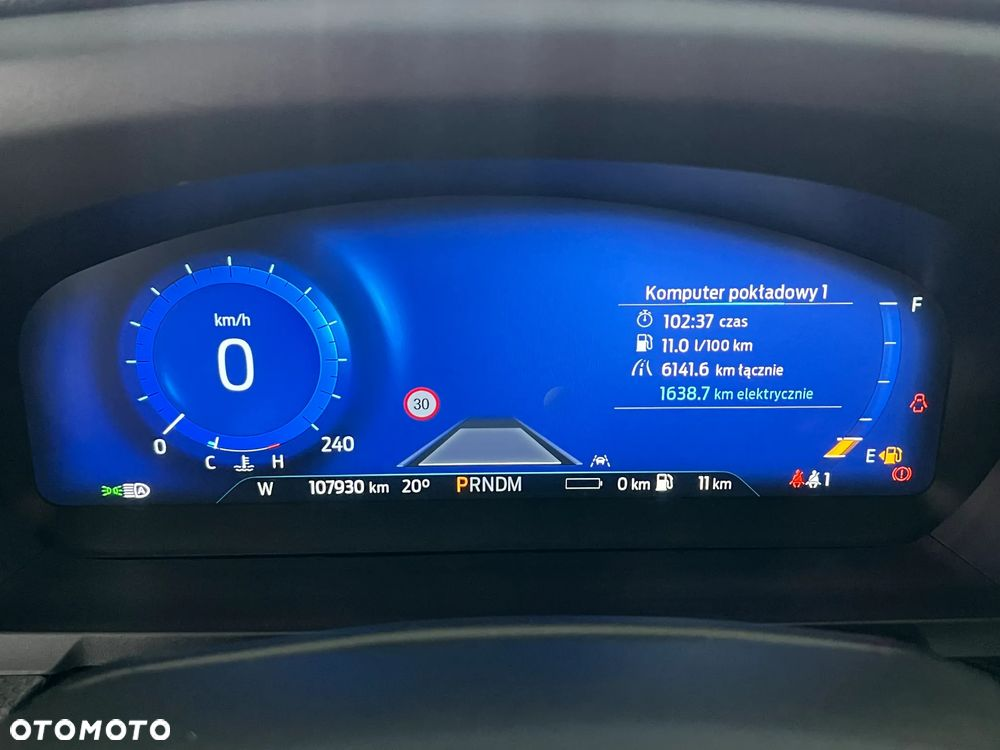 Komputer pokładowy 1
F
km/h
102:37 czas
0
11.0 l/100 km
6141.6 km łącznie
1638.7 km elektrycznie
30
0
240
C
H
E
W
107930 km
20°
PRNDM
0 km
11 km
1
A
OTOMOTO